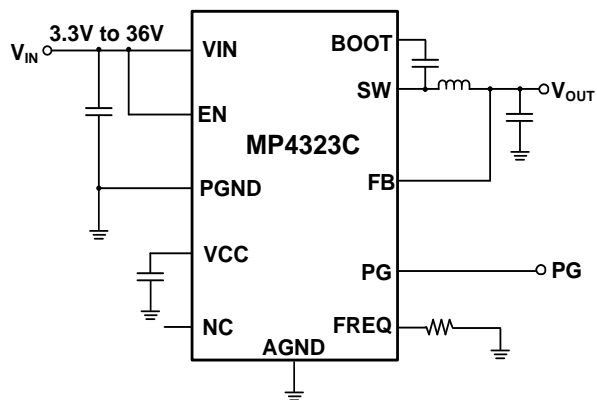 3.3V to 36V
VIN
VIN
BOOT
SW
VOUT
EN
MP4323C
PGND
FB
VCC
PG
PG
NC
FREQ
AGND